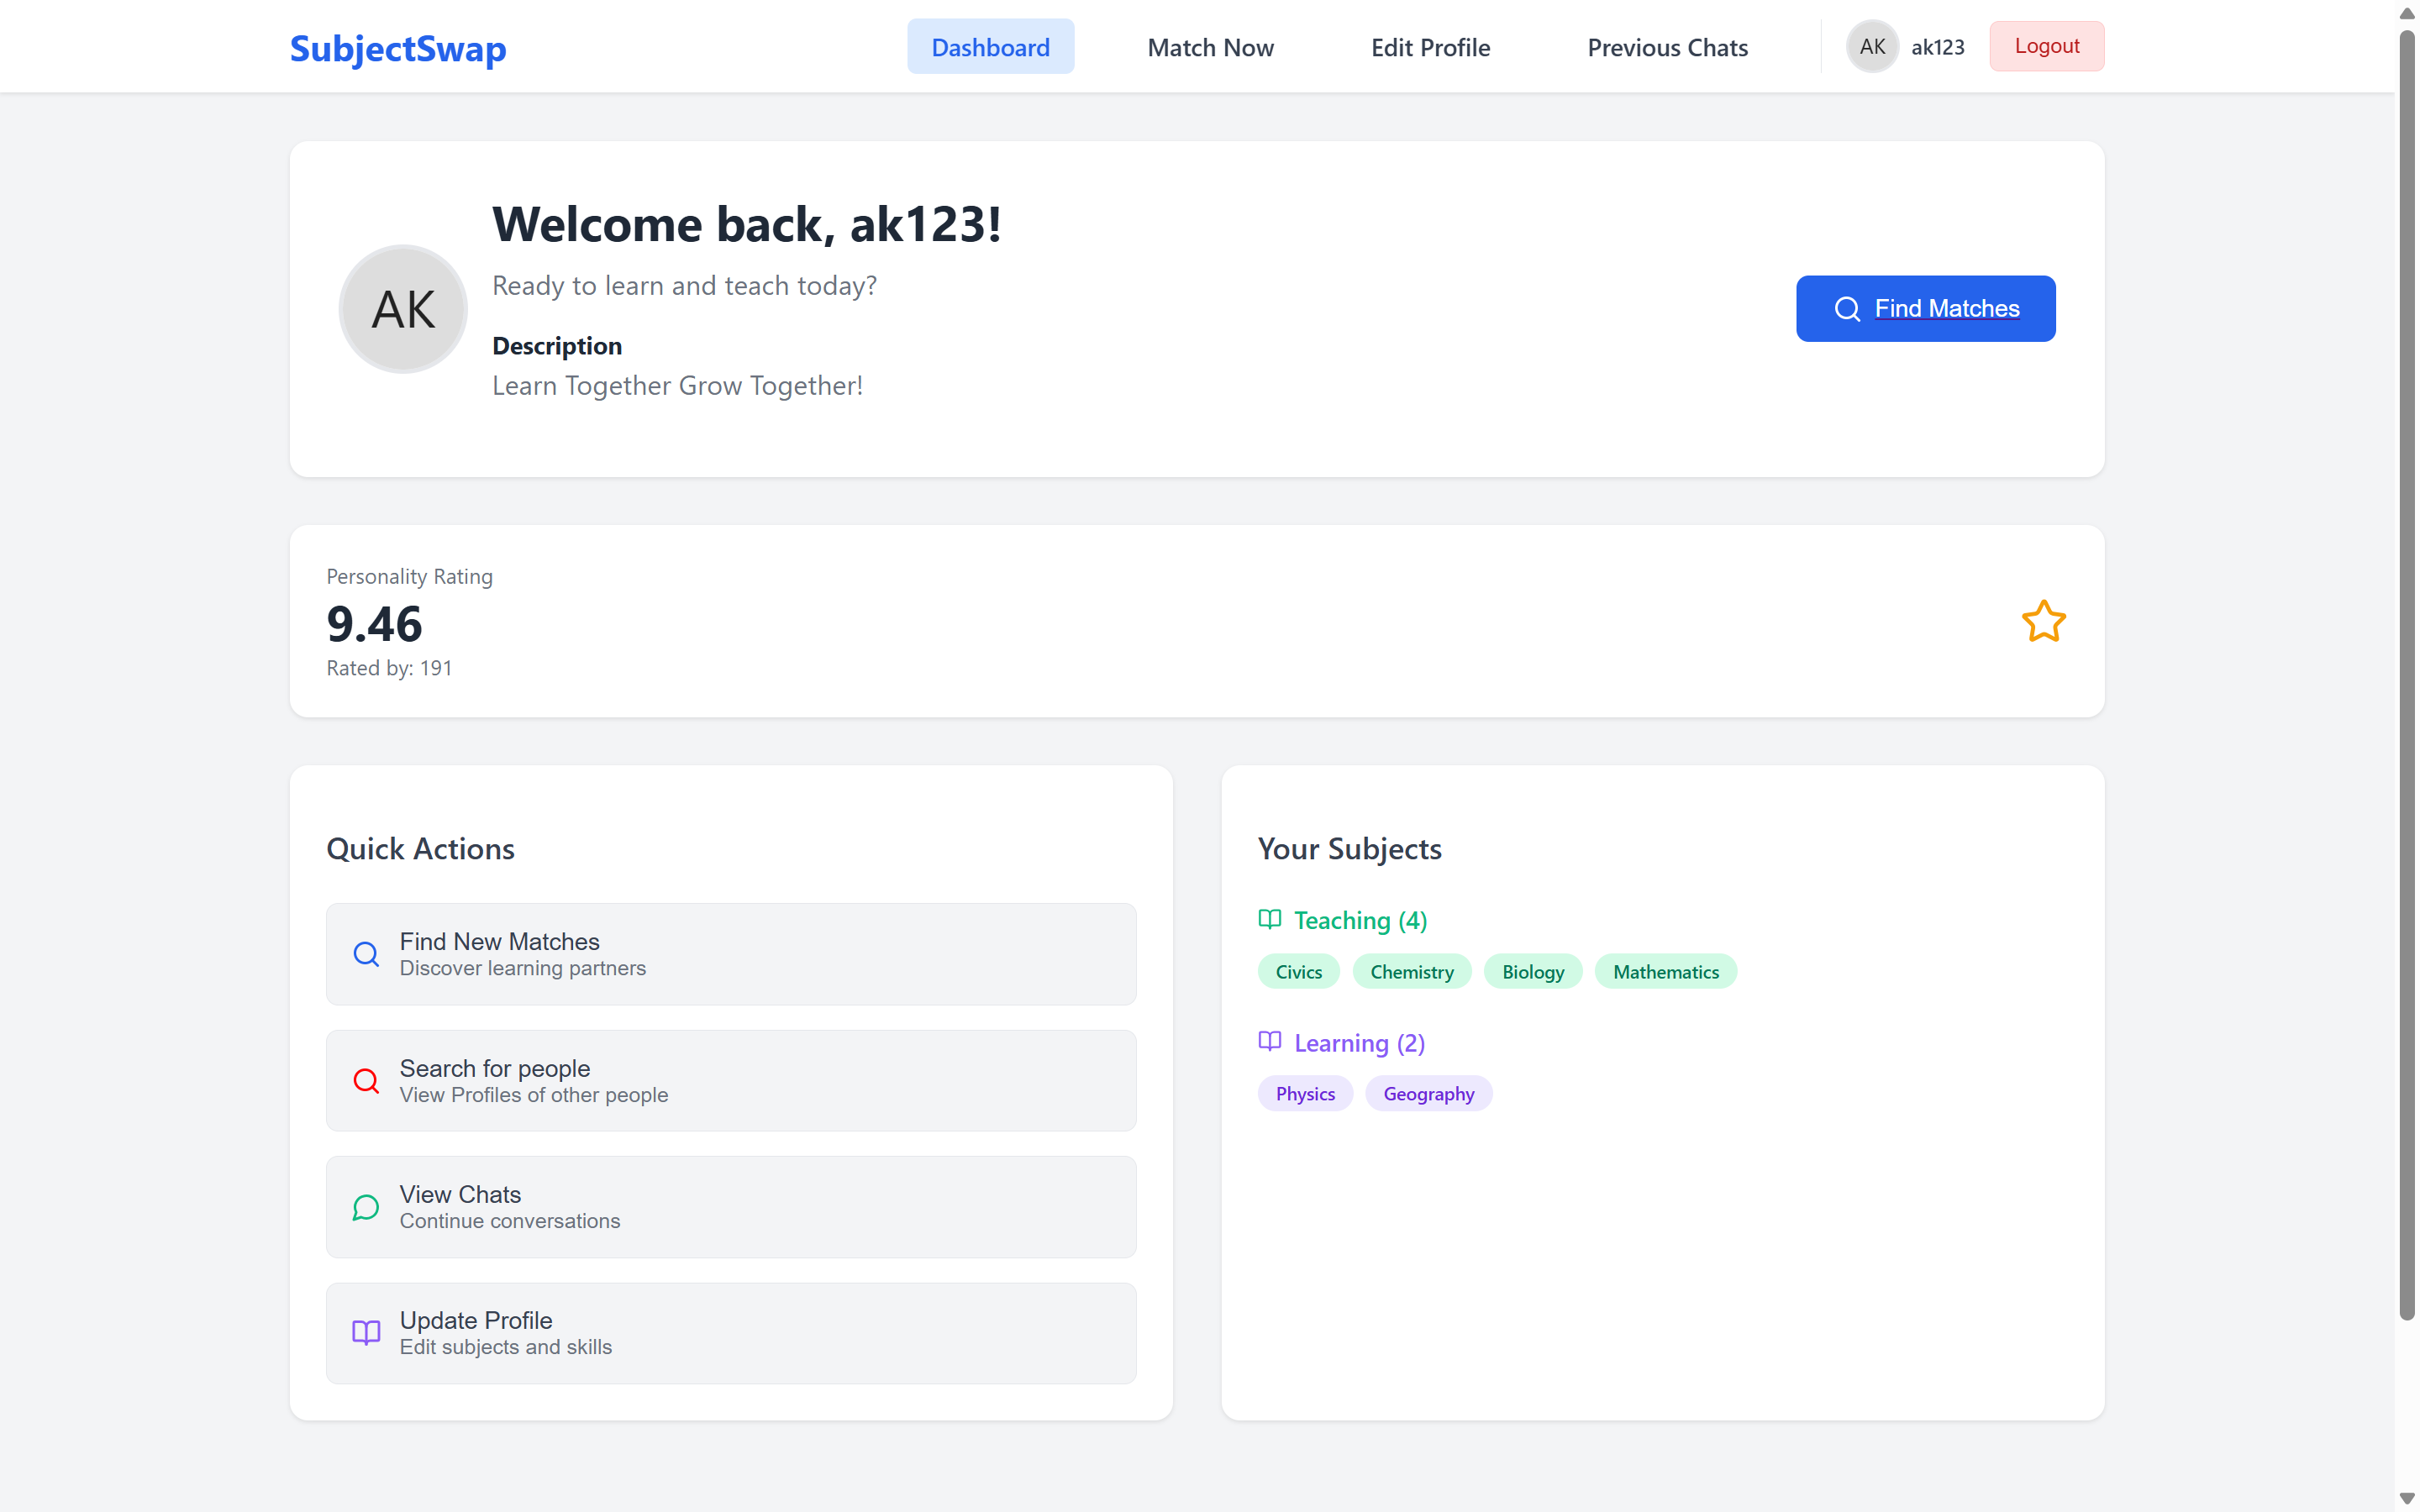 SubjectSwap
Dashboard
Match Now
Edit Profile
Previous Chats
AK
ak123
Logout
AK
Welcome back, ak123!
Ready to learn and teach today?
Description
Learn Together Grow Together!
Find Matches
Personality Rating
9.46
Rated by: 191
Quick Actions
Find New Matches
Discover learning partners
Search for people
View Profiles of other people
View Chats
Continue conversations
Update Profile
Edit subjects and skills
Your Subjects
Teaching (4)
Civics
Chemistry
Biology
Mathematics
Learning (2)
Physics
Geography